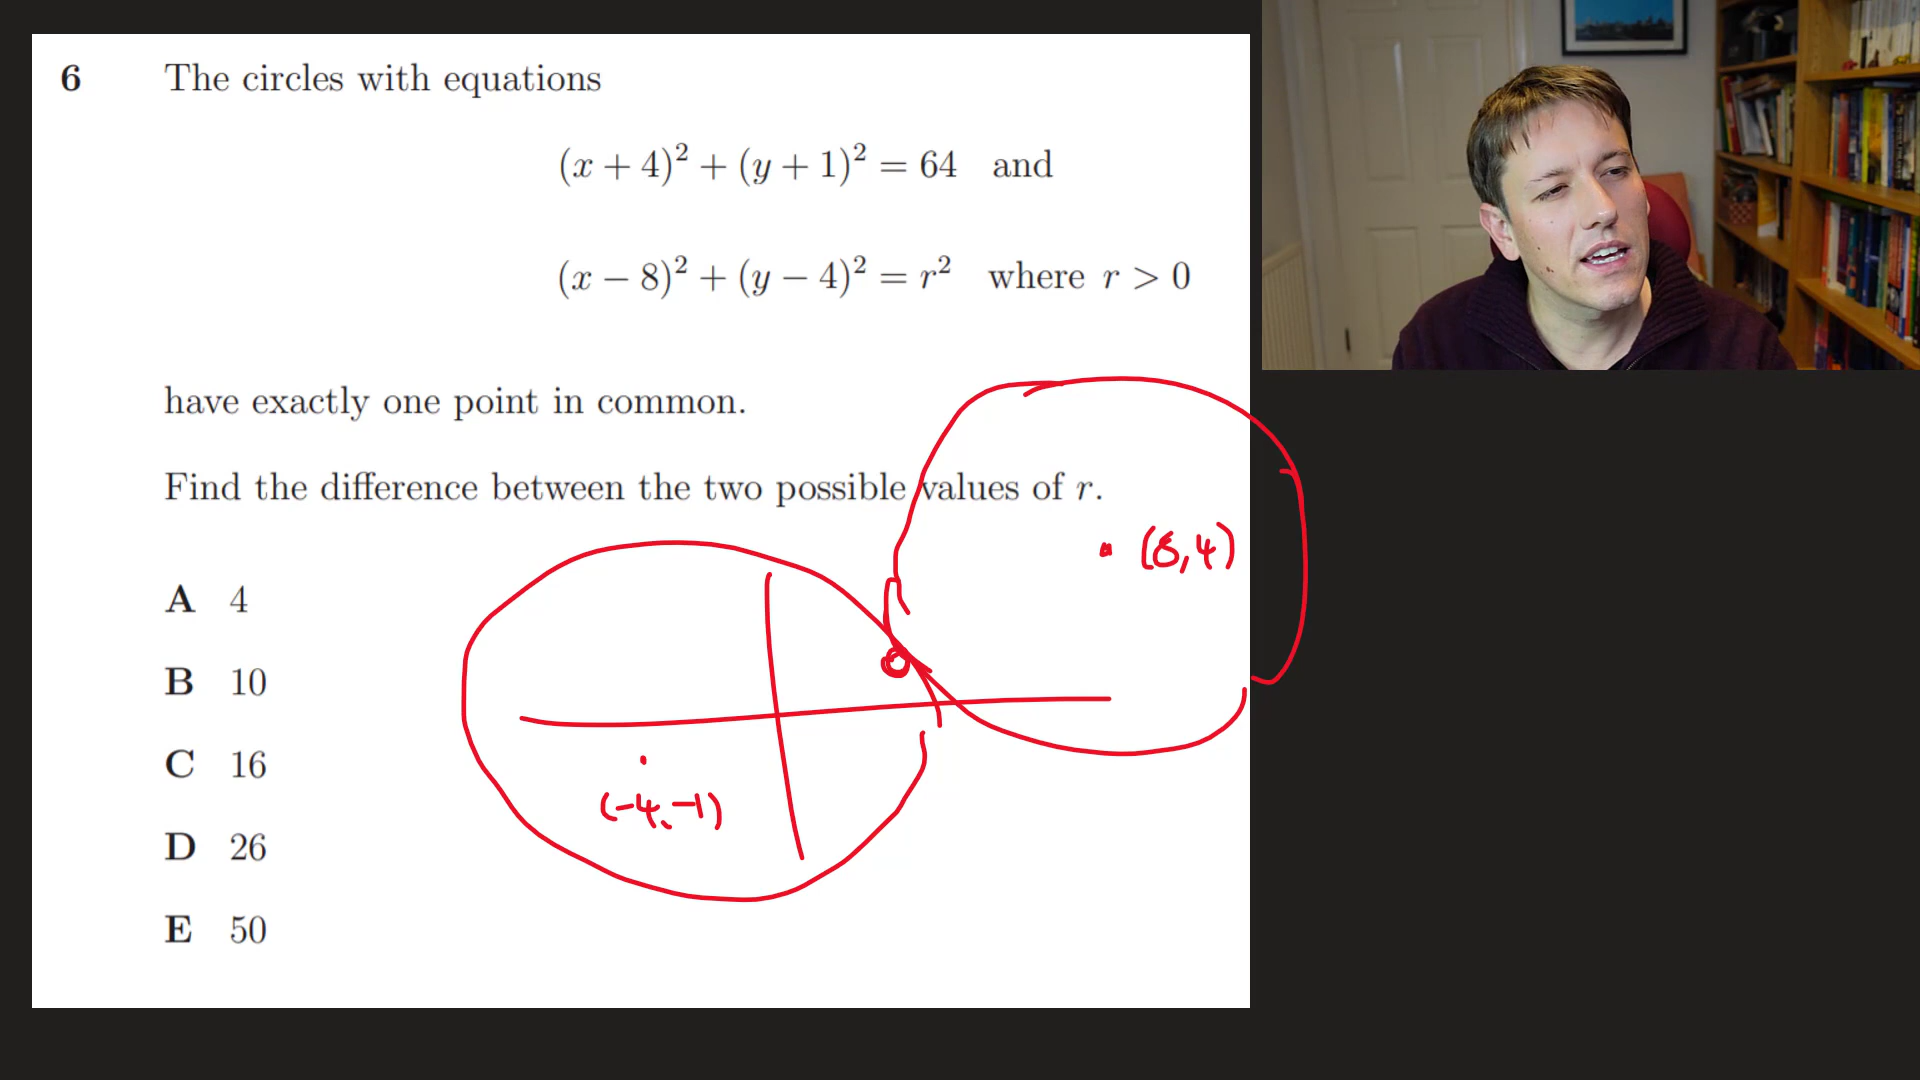 6 The circles with equations
(x + 4)² + (y + 1)² = 64 and
(x − 8)² + (y − 4)² = r² where r > 0
have exactly one point in common.
Find the difference between the two possible values of r.
(8,4)
A 4
B 10
C 16
(-4,-1)
D 26
E 50